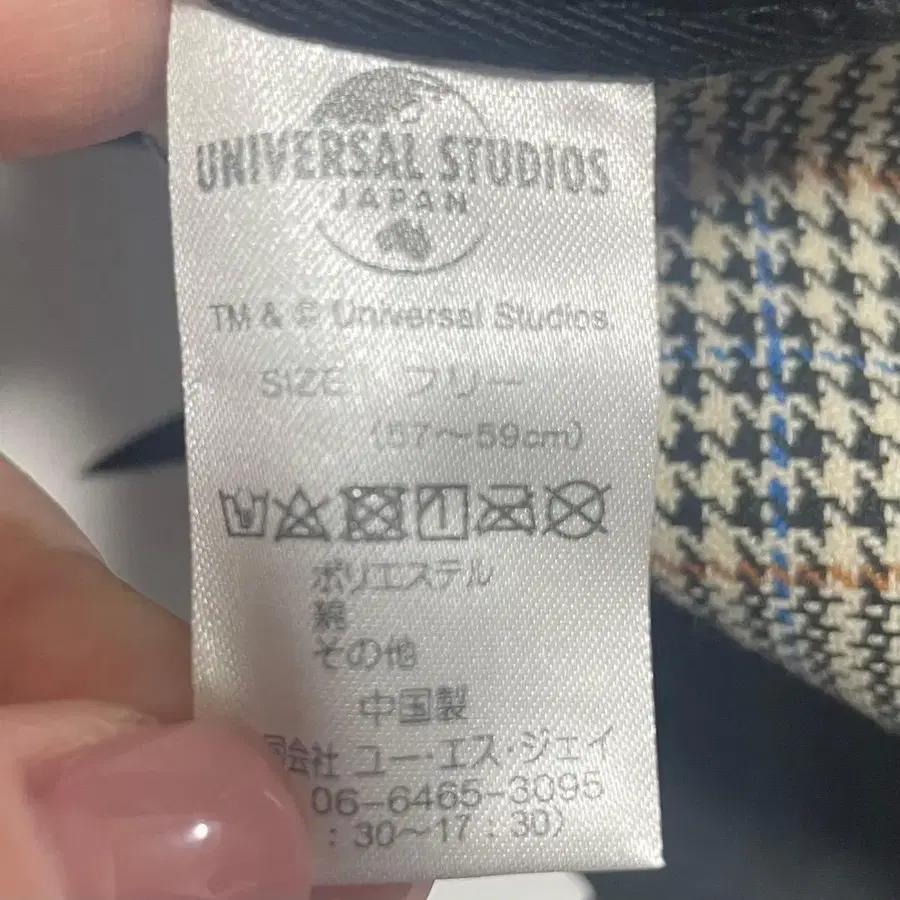 UNIVERSAL STUDIOS
JAPAN
TM & © Universal Studios.
SIZE フリー
(57～59cm)
ポリエステル
綿
その他
中国製
会社 ユー・エス・ジェイ
06-6465-3095
:30～17:30)